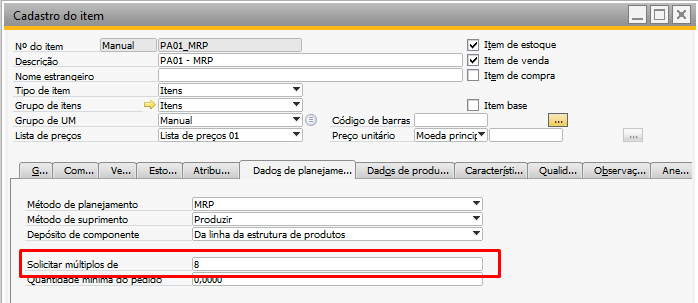 Cadastro do item
Nº do item Manual PA01_MRP Item de estoque
Descrição PA01 - MRP Item de venda
Nome estrangeiro Item de compra
Tipo de item Itens
Grupo de itens Itens Item base
Grupo de UM Manual Código de barras ...
Lista de preços Lista de preços 01 Preço unitário Moeda princip ...
G... Com... Ve... Esto... Atribu... Dados de planejame... Dados de produ... Característi... Qualid... Observaç... Ane...
Método de planejamento MRP
Método de suprimento Produzir
Depósito de componente Da linha da estrutura de produtos
Solicitar múltiplos de 8
Quantidade mínima do pedido 0,0000